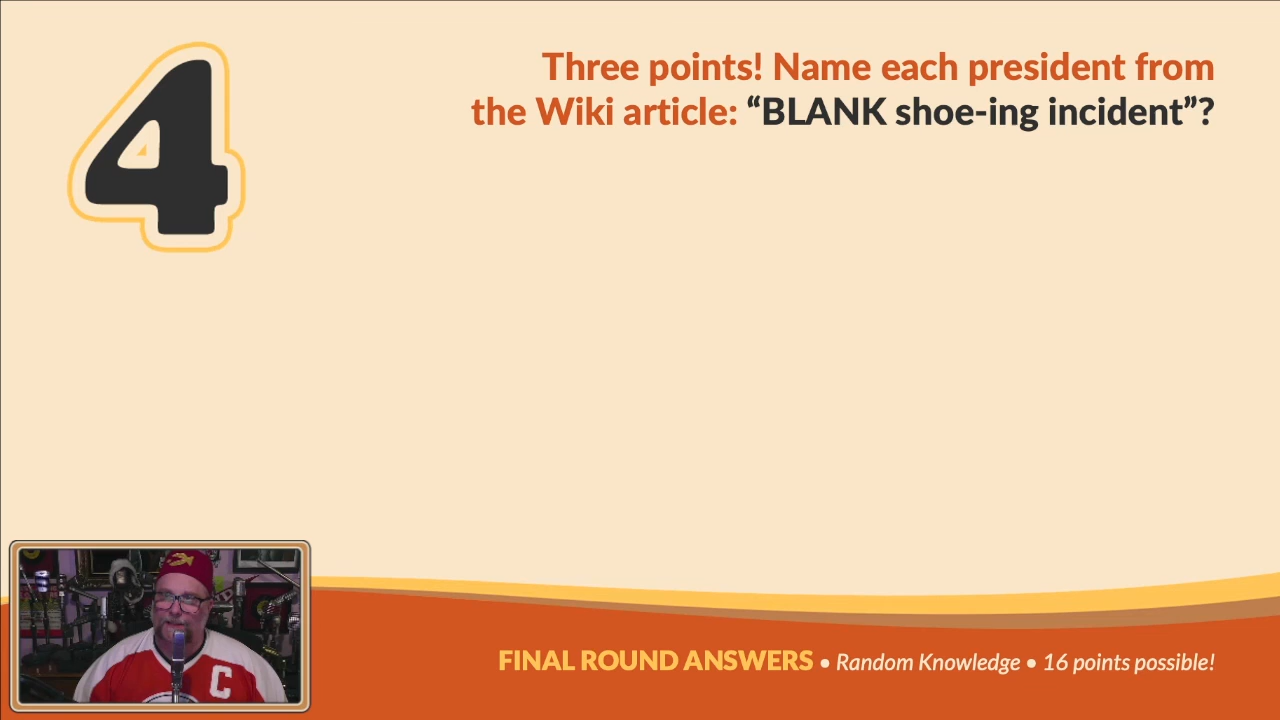 4
Three points! Name each president from
the Wiki article: “BLANK shoe-ing incident”?
C
FINAL ROUND ANSWERS • Random Knowledge • 16 points possible!